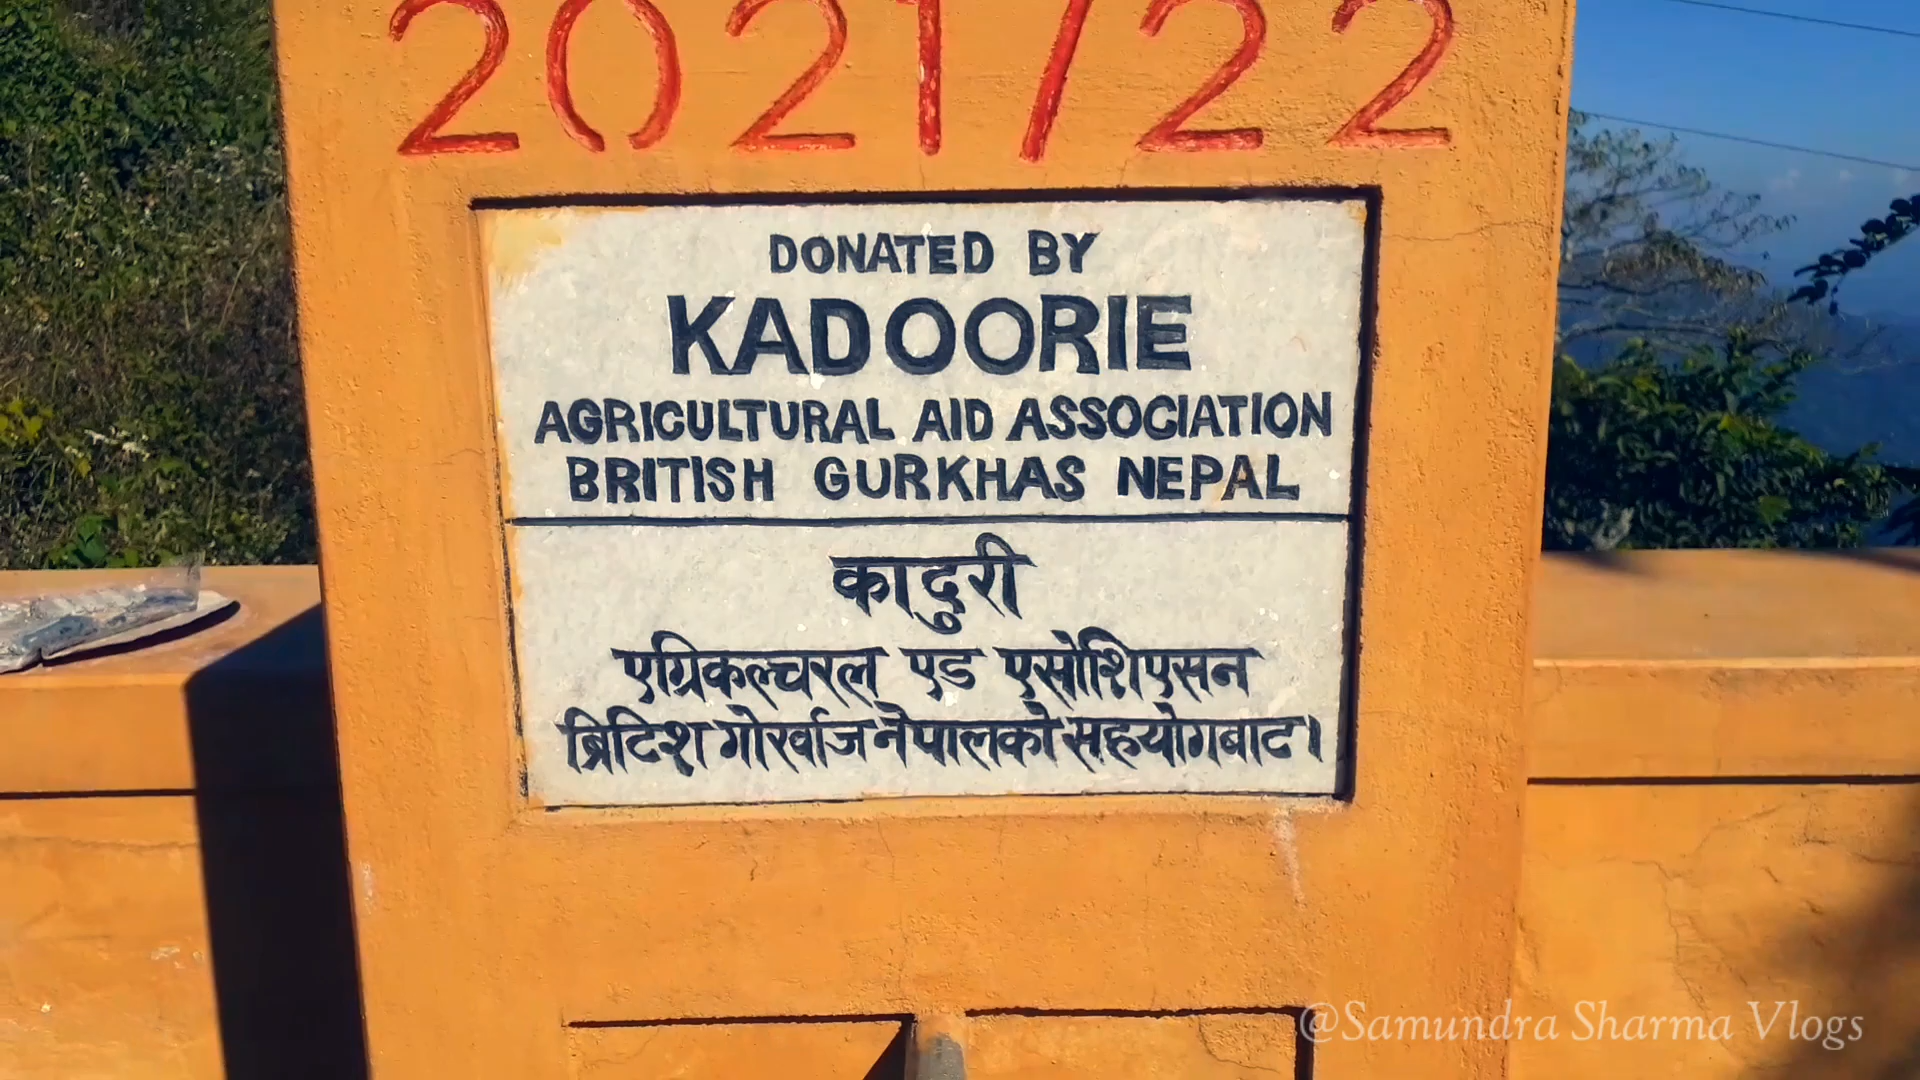 2021/22
DONATED BY
KADOORIE
AGRICULTURAL AID ASSOCIATION
BRITISH GURKHAS NEPAL
कादुरी
एग्रिकल्चरल एड एसोशिएसन
ब्रिटिश गोर्खाज नेपालको सहयोगबाट।
@Samundra Sharma Vlogs